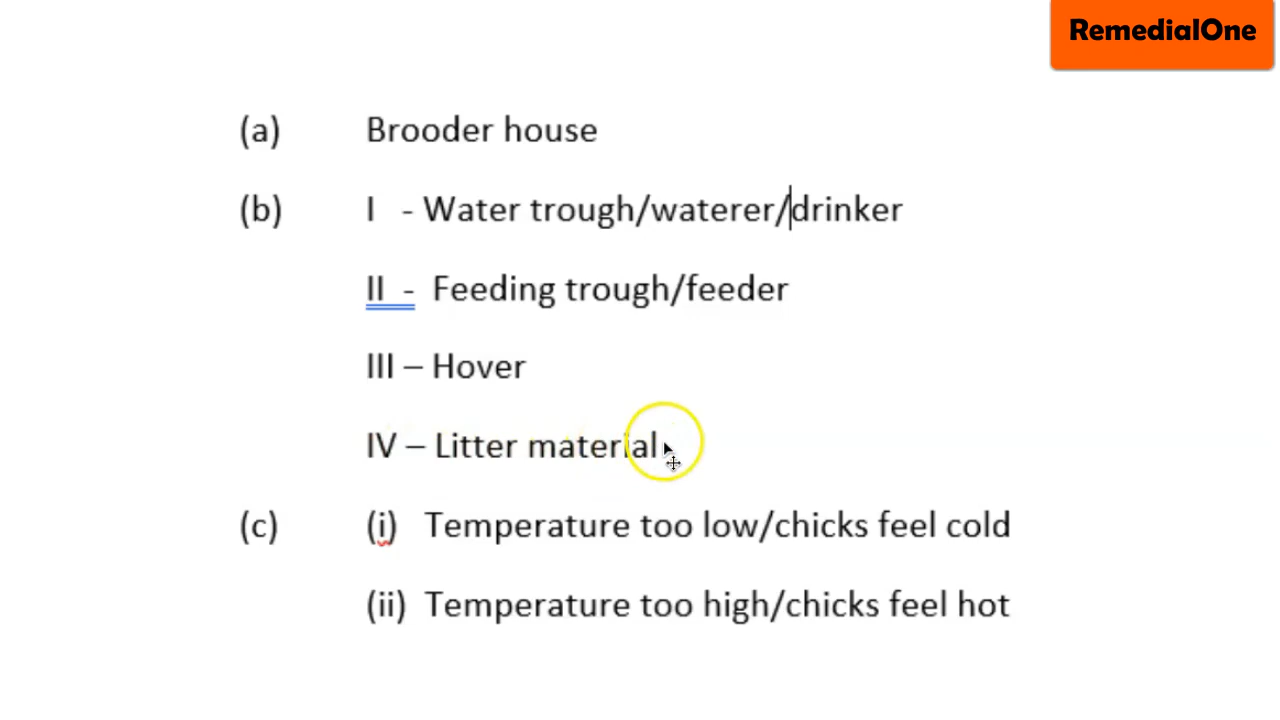 RemedialOne
(a) Brooder house
(b) I - Water trough/waterer/drinker
II - Feeding trough/feeder
III – Hover
IV – Litter material
(c) (i) Temperature too low/chicks feel cold
(ii) Temperature too high/chicks feel hot